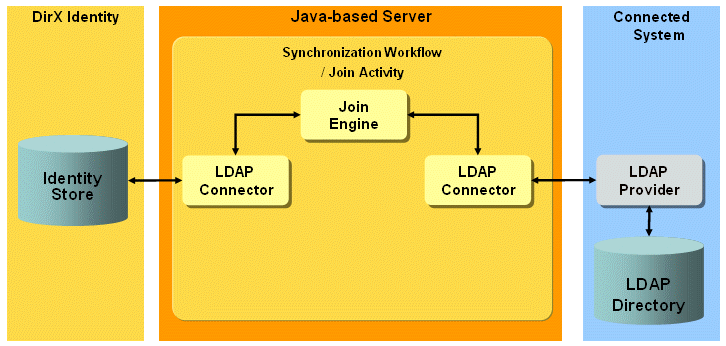 DirX Identity
Java-based Server
Connected
System
Synchronization Workflow
/ Join Activity
Join
Engine
Identity
Store
LDAP
Connector
LDAP
Connector
LDAP
Provider
LDAP
Directory